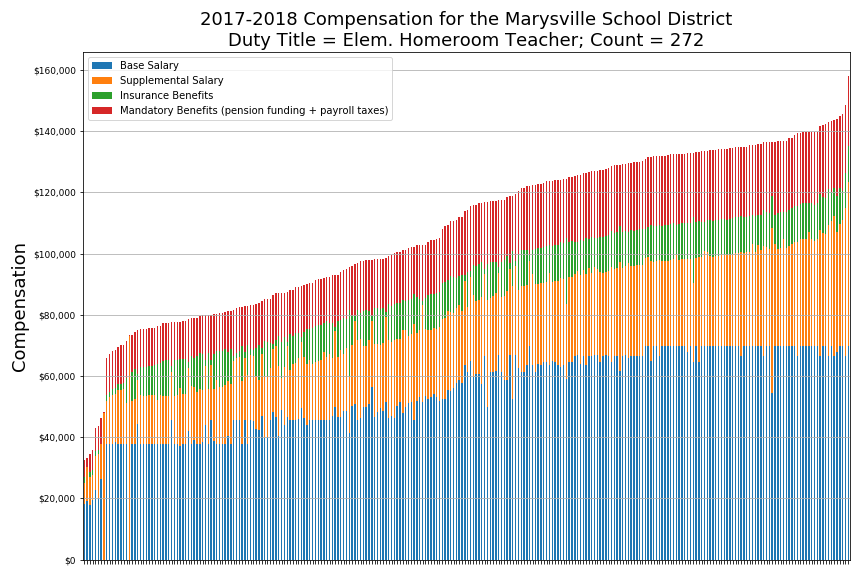 2017-2018 Compensation for the Marysville School District
Duty Title = Elem. Homeroom Teacher; Count = 272
Base Salary
Supplemental Salary
Insurance Benefits
Mandatory Benefits (pension funding + payroll taxes)
$160,000
$140,000
$120,000
$100,000
$80,000
$60,000
$40,000
$20,000
$0
Compensation